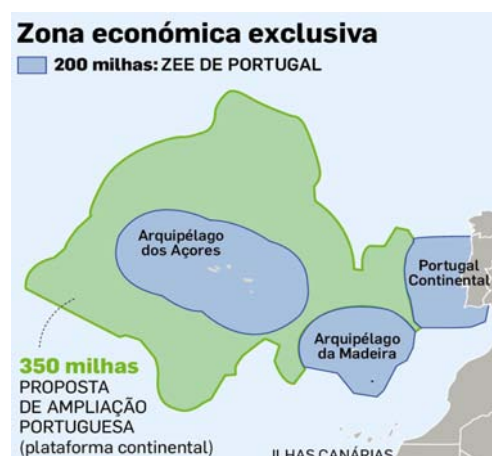 Zona económica exclusiva
200 milhas: ZEE DE PORTUGAL
Arquipélago
dos Açores
Portugal
Continental
Arquipélago
da Madeira
350 milhas
PROPOSTA
DE AMPLIAÇÃO
PORTUGUESA
(plataforma continental)
ILHAS CANÁRIAS